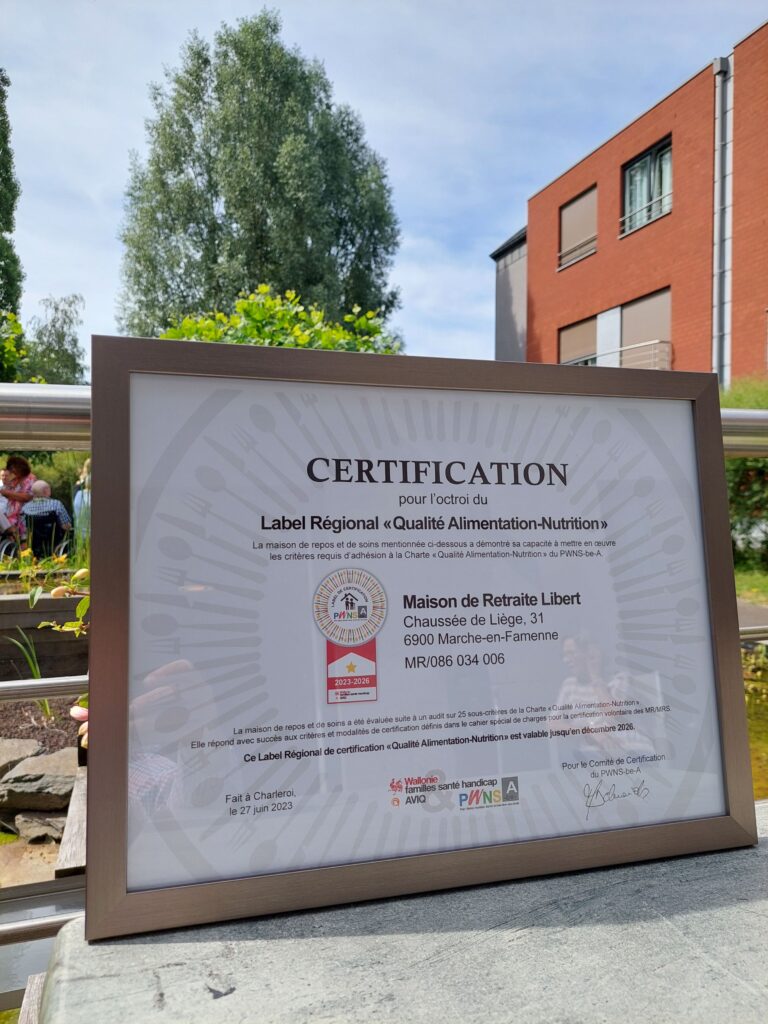 CERTIFICATION
pour l'octroi du
Label Régional «Qualité Alimentation-Nutrition»
La maison de repos et de soins mentionnée ci-dessous a démontré sa capacité à mettre en œuvre
les critères requis d'adhésion à la Charte «Qualité Alimentation-Nutrition» du PWNS-be-A.
LABEL DE CERTIFICATION
PWNS A
2023-2026
Maison de Retraite Libert
Chaussée de Liège, 31
6900 Marche-en-Famenne
MR/086 034 006
La maison de repos et de soins a été évaluée suite à un audit sur 25 sous-critères de la Charte «Qualité Alimentation-Nutrition».
Elle répond avec succès aux critères et modalités de certification définis dans le cahier spécial de charges pour la certification volontaire des MR/MRS.
Ce Label Régional de certification «Qualité Alimentation-Nutrition» est valable jusqu'en décembre 2026.
Fait à Charleroi,
le 27 juin 2023
Wallonie
familles santé handicap
AVIQ
PWNS A
Pour le Comité de Certification
du PWNS-be-A